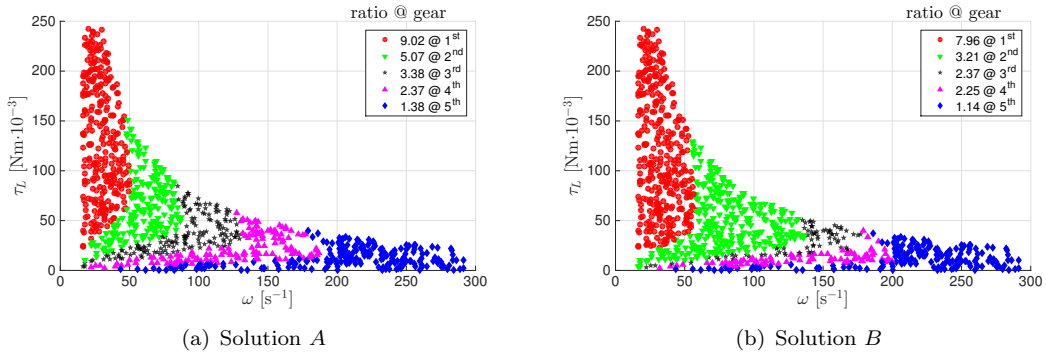 ratio @ gear
9.02 @ 1st
5.07 @ 2nd
3.38 @ 3rd
2.37 @ 4th
1.38 @ 5th
250
200
150
100
50
0
τL [Nm·10−3]
0 50 100 150 200 250 300
ω [s−1]
(a) Solution A
ratio @ gear
7.96 @ 1st
3.21 @ 2nd
2.37 @ 3rd
2.25 @ 4th
1.14 @ 5th
250
200
150
100
50
0
τL [Nm·10−3]
0 50 100 150 200 250 300
ω [s−1]
(b) Solution B